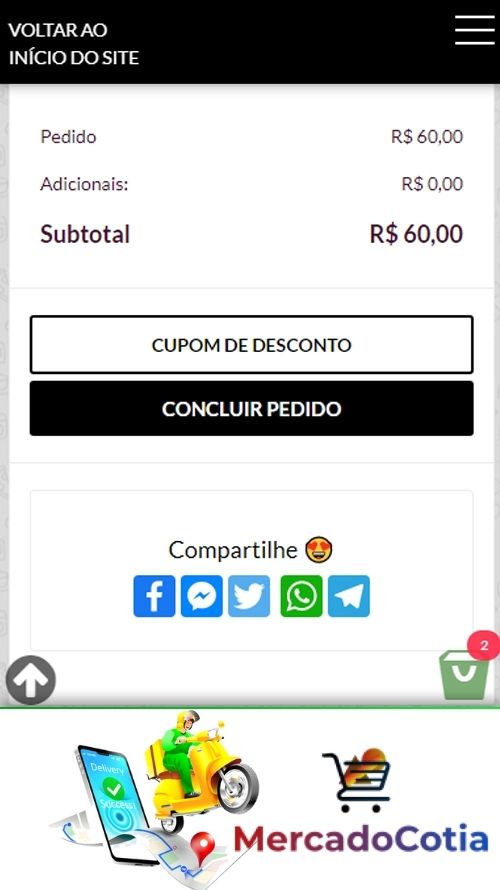 VOLTAR AO
INÍCIO DO SITE
Pedido R$ 60,00
Adicionais: R$ 0,00
Subtotal R$ 60,00
CUPOM DE DESCONTO
CONCLUIR PEDIDO
Compartilhe
2
Delivery
Success!
MercadoCotia